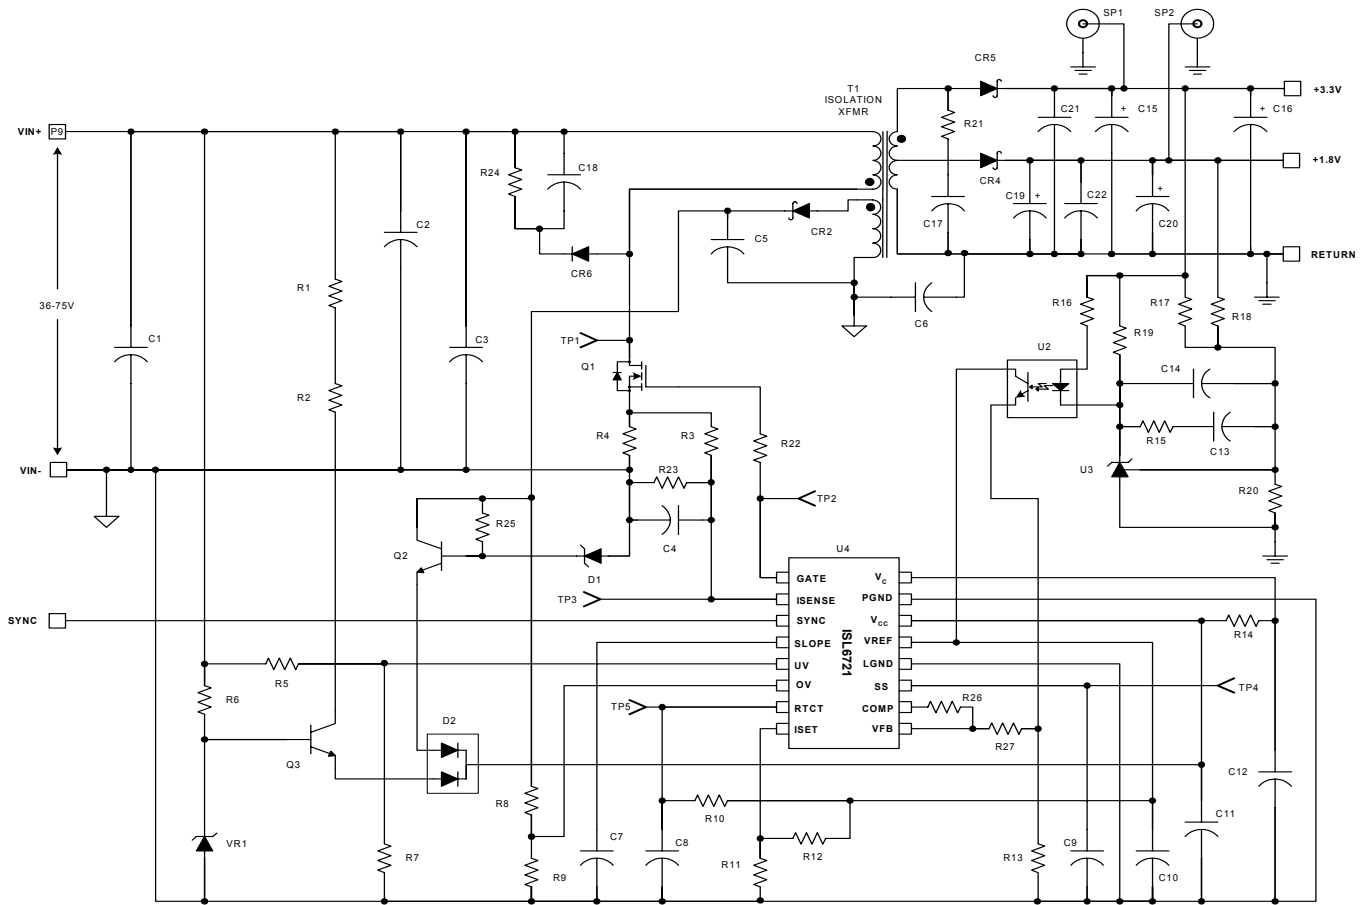 SP1
SP2
CR5
T1
ISOLATION
XFMR
+3.3V
VIN+
P9
R21
C21
+
C15
+
C16
R24
C18
+1.8V
CR4
C19
+
C22
+
C20
C17
C2
C5
CR2
RETURN
CR6
R1
36-75V
C6
R16
R17
R18
R19
C1
C3
TP1
U2
Q1
C14
R2
R4
R3
R22
R15
C13
VIN-
R23
U3
R20
TP2
R25
C4
Q2
U4
D1
GATE
VC
TP3
ISENSE
PGND
SYNC
SYNC
VCC
R14
SLOPE
VREF
ISL6721
R5
UV
LGND
R6
OV
SS
TP4
TP5
RTCT
COMP
R26
D2
ISET
VFB
R27
Q3
C12
R8
R10
C11
VR1
R7
C7
C8
R12
R11
R13
C9
R9
C10